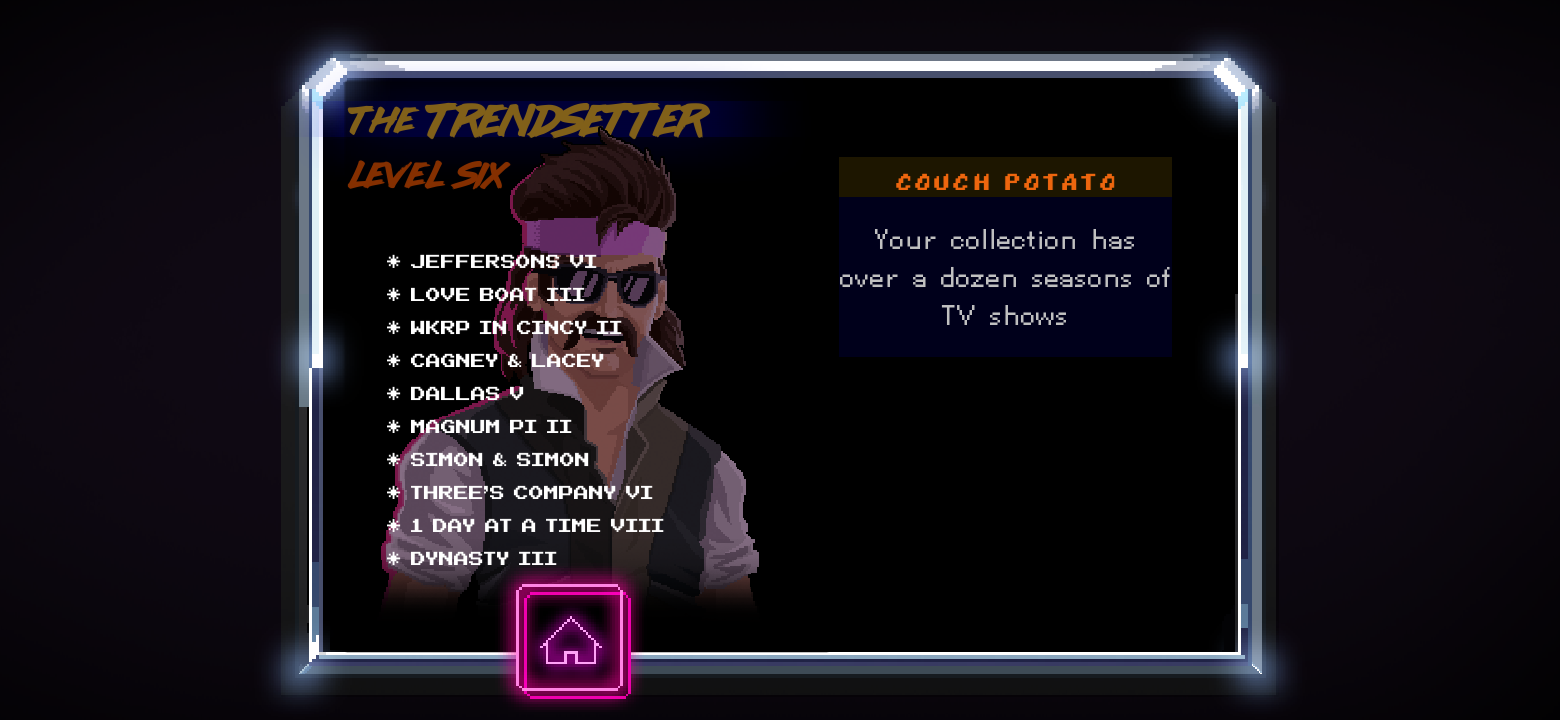 THE TRENDSETTER
LEVEL SIX
* JEFFERSONS VI
* LOVE BOAT III
* WKRP IN CINCY II
* CAGNEY & LACEY
* DALLAS V
* MAGNUM PI II
* SIMON & SIMON
* THREE'S COMPANY VI
* 1 DAY AT A TIME VIII
* DYNASTY III
COUCH POTATO
Your collection has
over a dozen seasons of
TV shows